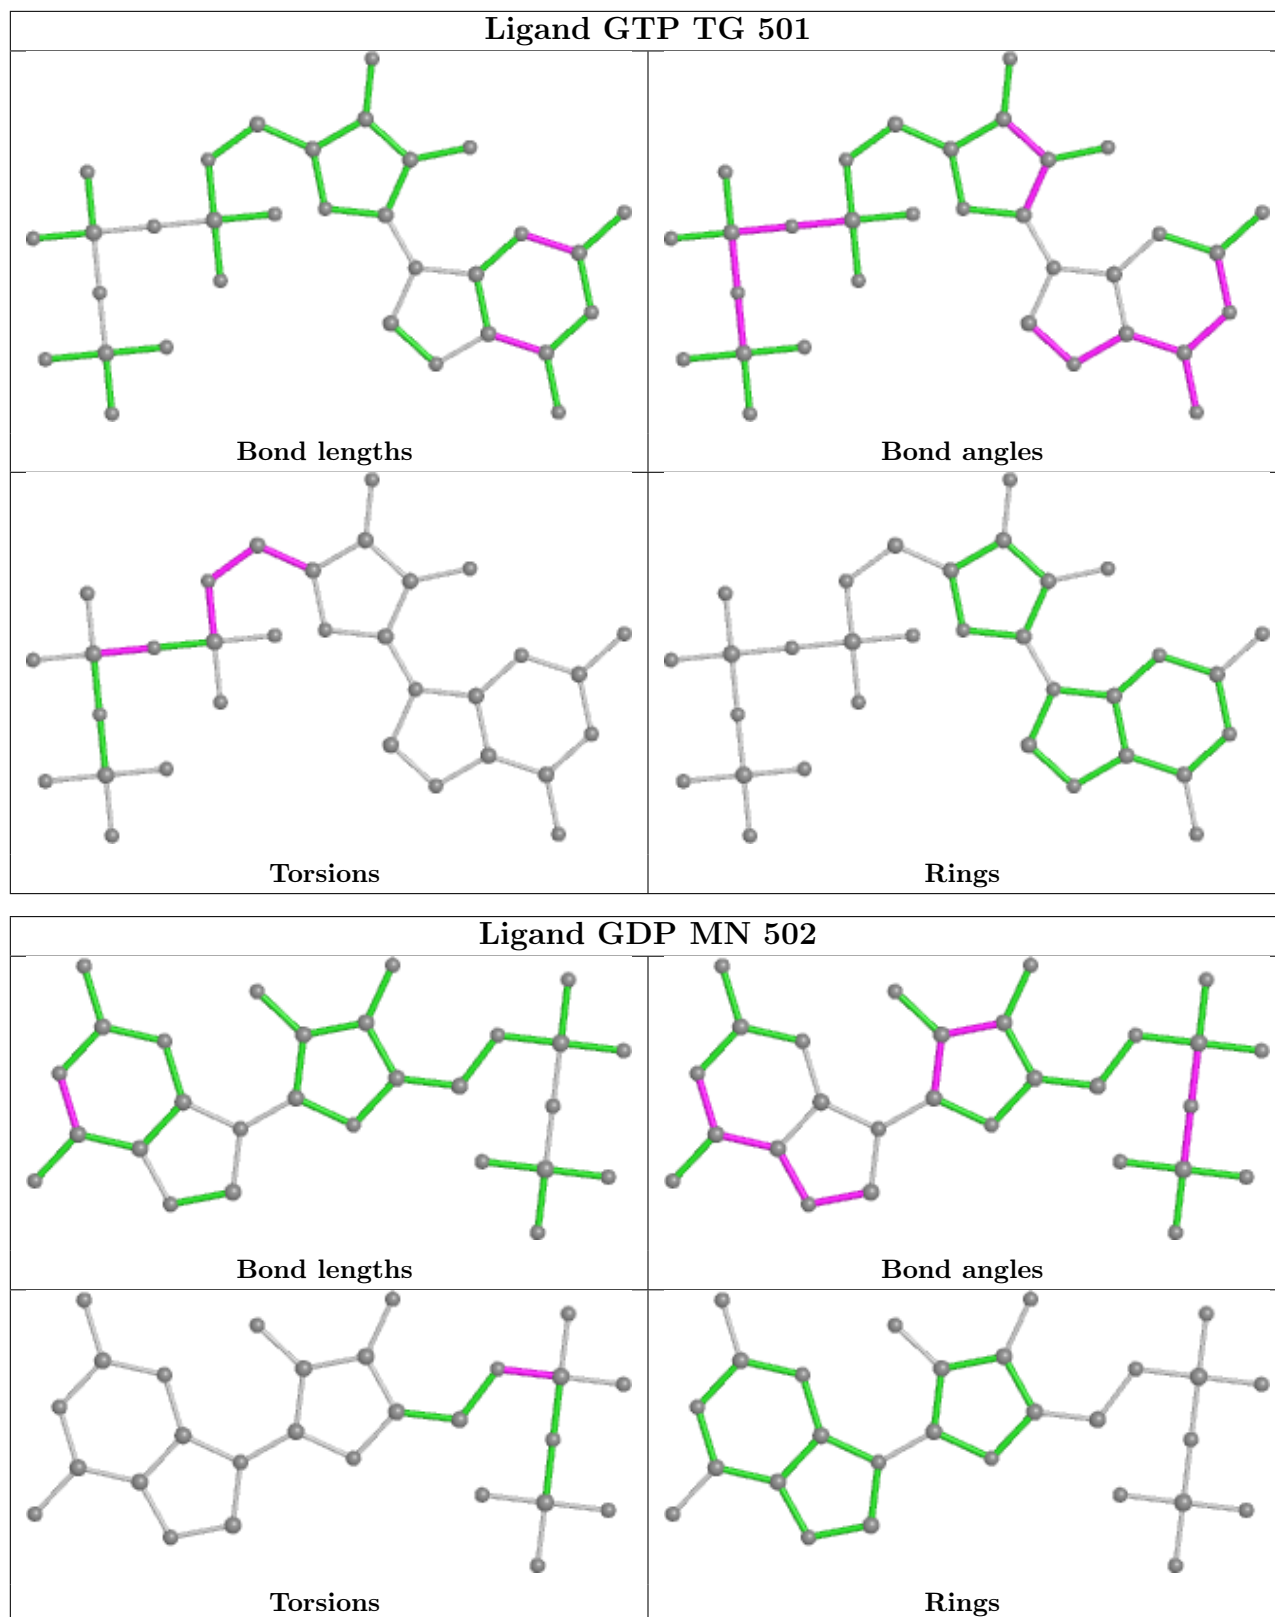 Ligand GTP TG 501
Bond lengths
Bond angles
Torsions
Rings
Ligand GDP MN 502
Bond lengths
Bond angles
Torsions
Rings